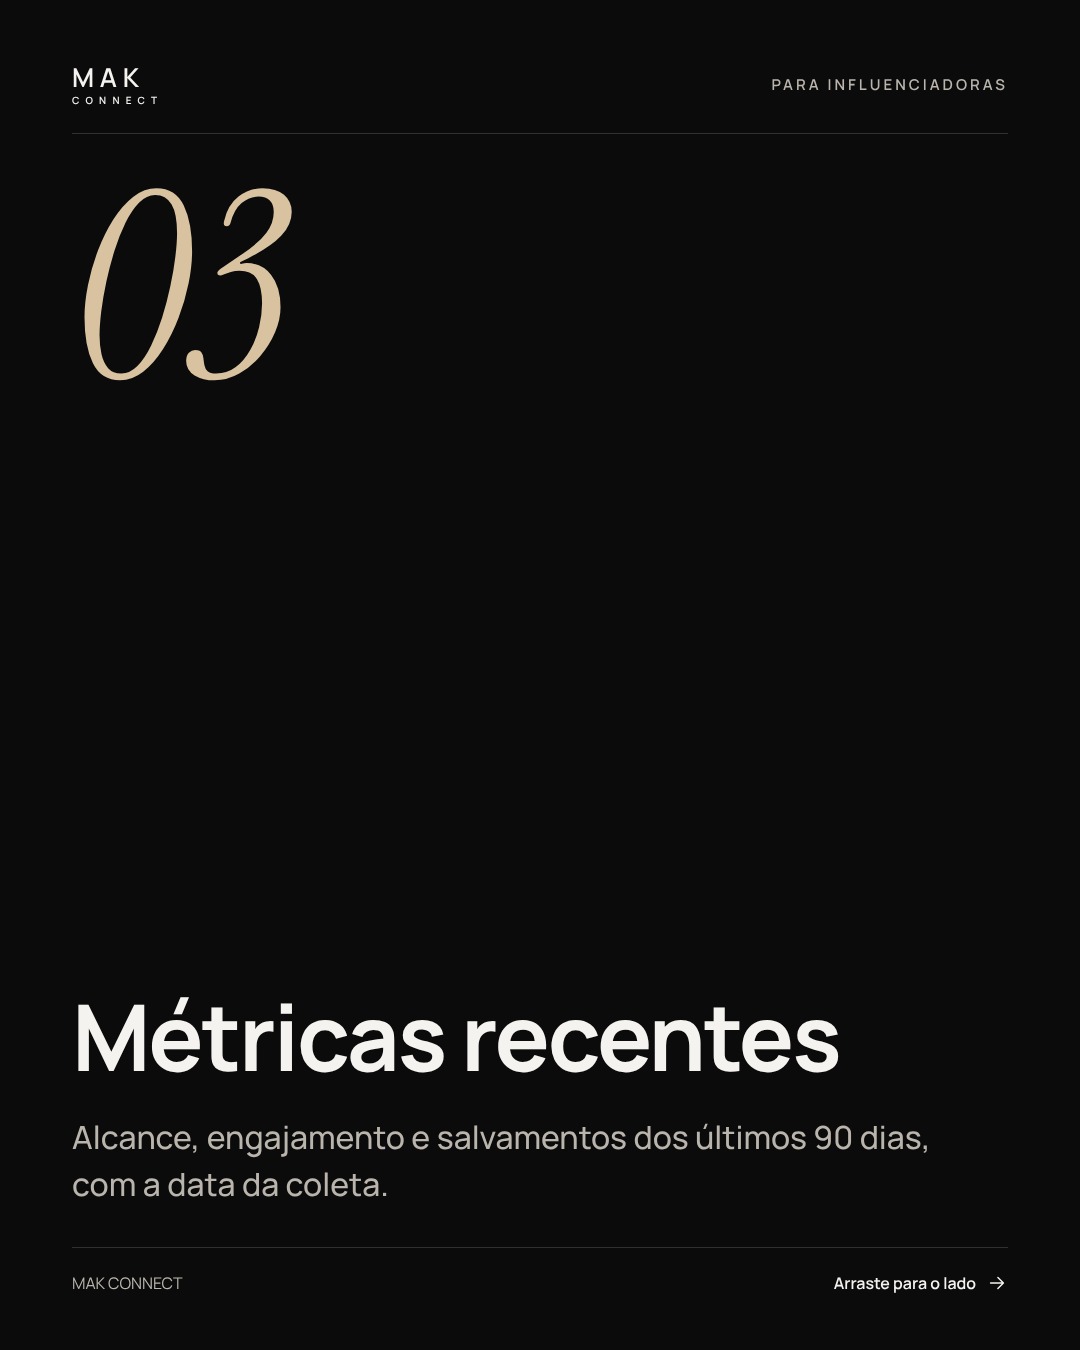 MAK
CONNECT
PARA INFLUENCIADORAS
03
Métricas recentes
Alcance, engajamento e salvamentos dos últimos 90 dias,
com a data da coleta.
MAK CONNECT
Arraste para o lado →